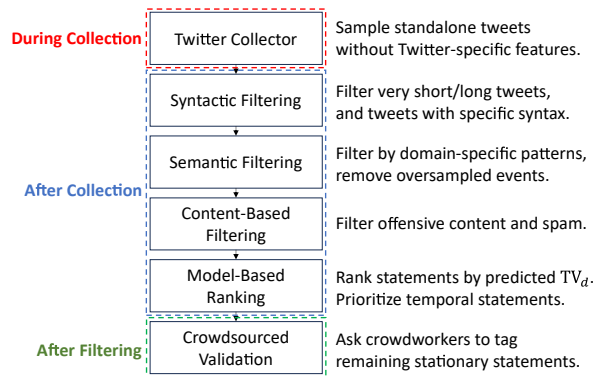 During Collection
Twitter Collector
Sample standalone tweets
without Twitter-specific features.
Syntactic Filtering
Filter very short/long tweets,
and tweets with specific syntax.
After Collection
Semantic Filtering
Filter by domain-specific patterns,
remove oversampled events.
Content-Based
Filtering
Filter offensive content and spam.
Model-Based
Ranking
Rank statements by predicted TV_d.
Prioritize temporal statements.
After Filtering
Crowdsourced
Validation
Ask crowdworkers to tag
remaining stationary statements.